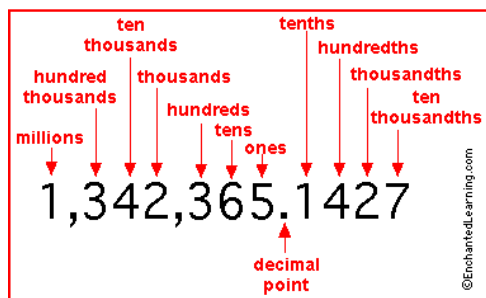 ten
thousands
tenths
hundredths
hundred
thousands
thousands
thousandths
hundreds
ten
thousandths
tens
millions
ones
1,342,365.1427
decimal
point
©EnchantedLearning.com